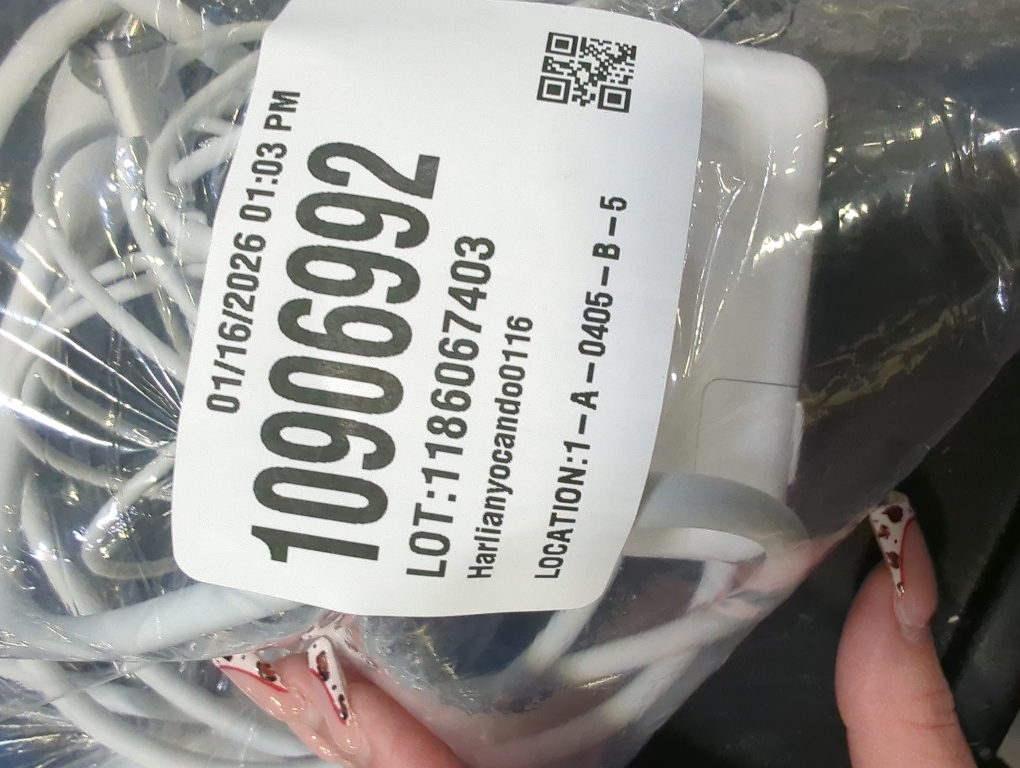 01/16/2026 01:03 PM
10906992
LOT:1186067403
Harlianyocando0116
LOCATION:1-A-0405-B-5